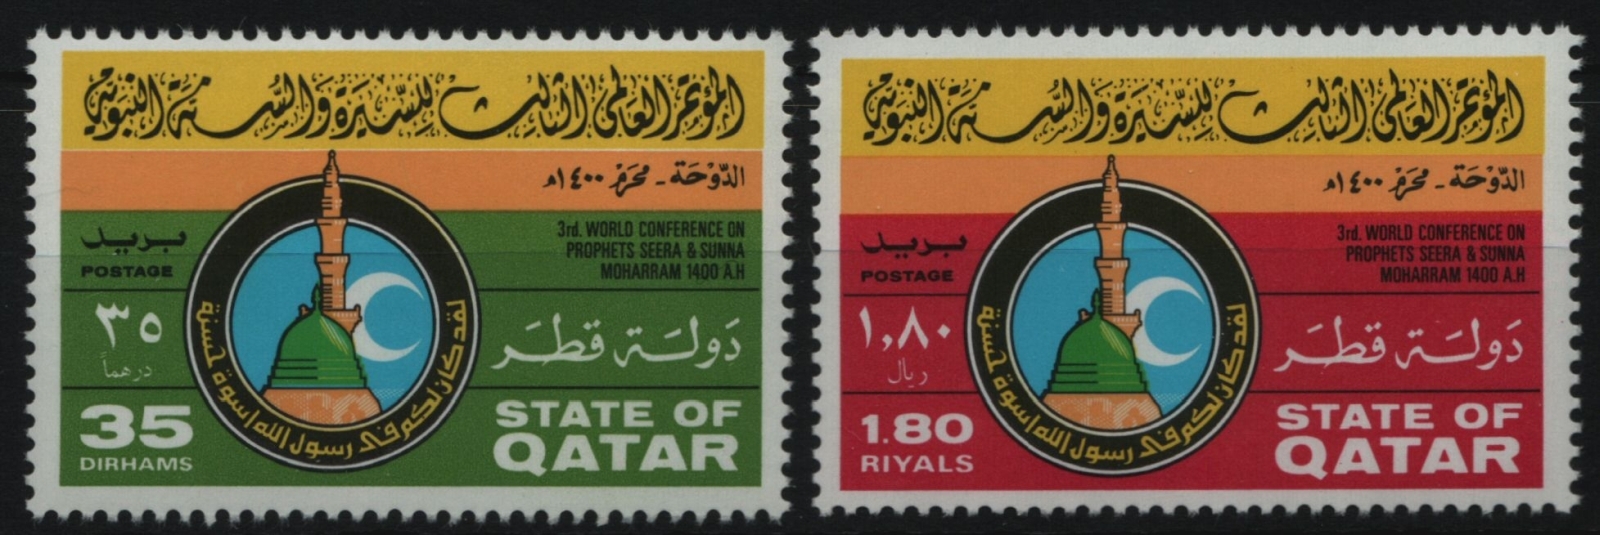 المؤتمر العالمي الثالث للسيرة والسنة النبوية
الدوحة - محرم ١٤٠٠هـ
3rd. WORLD CONFERENCE ON
PROPHETS SEERA & SUNNA
MOHARRAM 1400 A.H
بريد
POSTAGE
٣٥
درهماً
دولة قطر
35
DIRHAMS
STATE OF
QATAR
لقد كان لكم في رسول الله اسوة حسنة
المؤتمر العالمي الثالث للسيرة والسنة النبوية
الدوحة - محرم ١٤٠٠هـ
3rd. WORLD CONFERENCE ON
PROPHETS SEERA & SUNNA
MOHARRAM 1400 A.H
بريد
POSTAGE
١,٨٠
ريال
دولة قطر
1.80
RIYALS
STATE OF
QATAR
لقد كان لكم في رسول الله اسوة حسنة